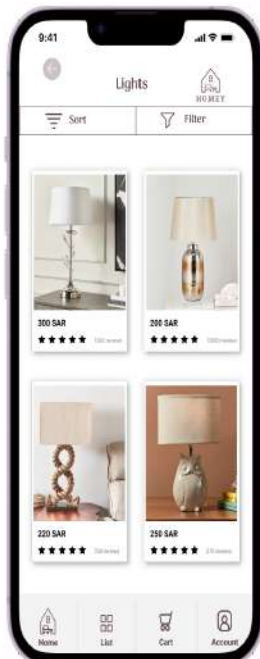 9:41
Lights
HOMEY
Sort
Filter
300 SAR
200 SAR
220 SAR
250 SAR
Home
List
Cart
Account